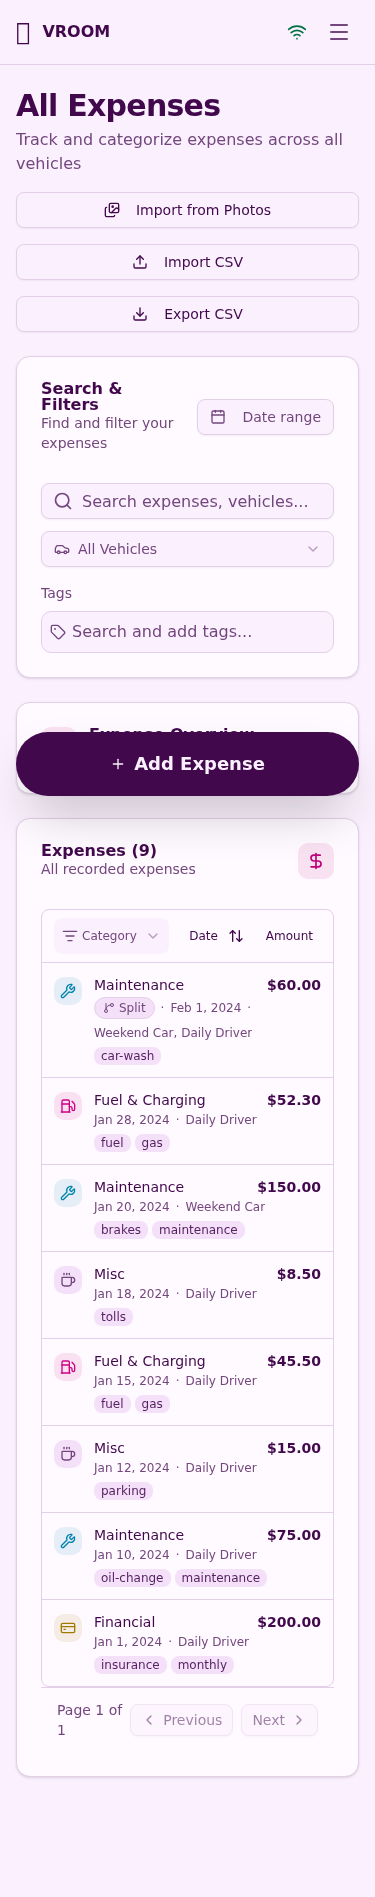 VROOM
All Expenses
Track and categorize expenses across all
vehicles
Import from Photos
Import CSV
Export CSV
Search &
Filters
Find and filter your
expenses
Date range
Search expenses, vehicles...
All Vehicles
Tags
Search and add tags...
Expense Overview
+ Add Expense
Expenses (9)
All recorded expenses
Category Date Amount
Maintenance $60.00
Split · Feb 1, 2024 ·
Weekend Car, Daily Driver
car-wash
Fuel & Charging $52.30
Jan 28, 2024 · Daily Driver
fuel gas
Maintenance $150.00
Jan 20, 2024 · Weekend Car
brakes maintenance
Misc $8.50
Jan 18, 2024 · Daily Driver
tolls
Fuel & Charging $45.50
Jan 15, 2024 · Daily Driver
fuel gas
Misc $15.00
Jan 12, 2024 · Daily Driver
parking
Maintenance $75.00
Jan 10, 2024 · Daily Driver
oil-change maintenance
Financial $200.00
Jan 1, 2024 · Daily Driver
insurance monthly
Page 1 of
1
Previous Next